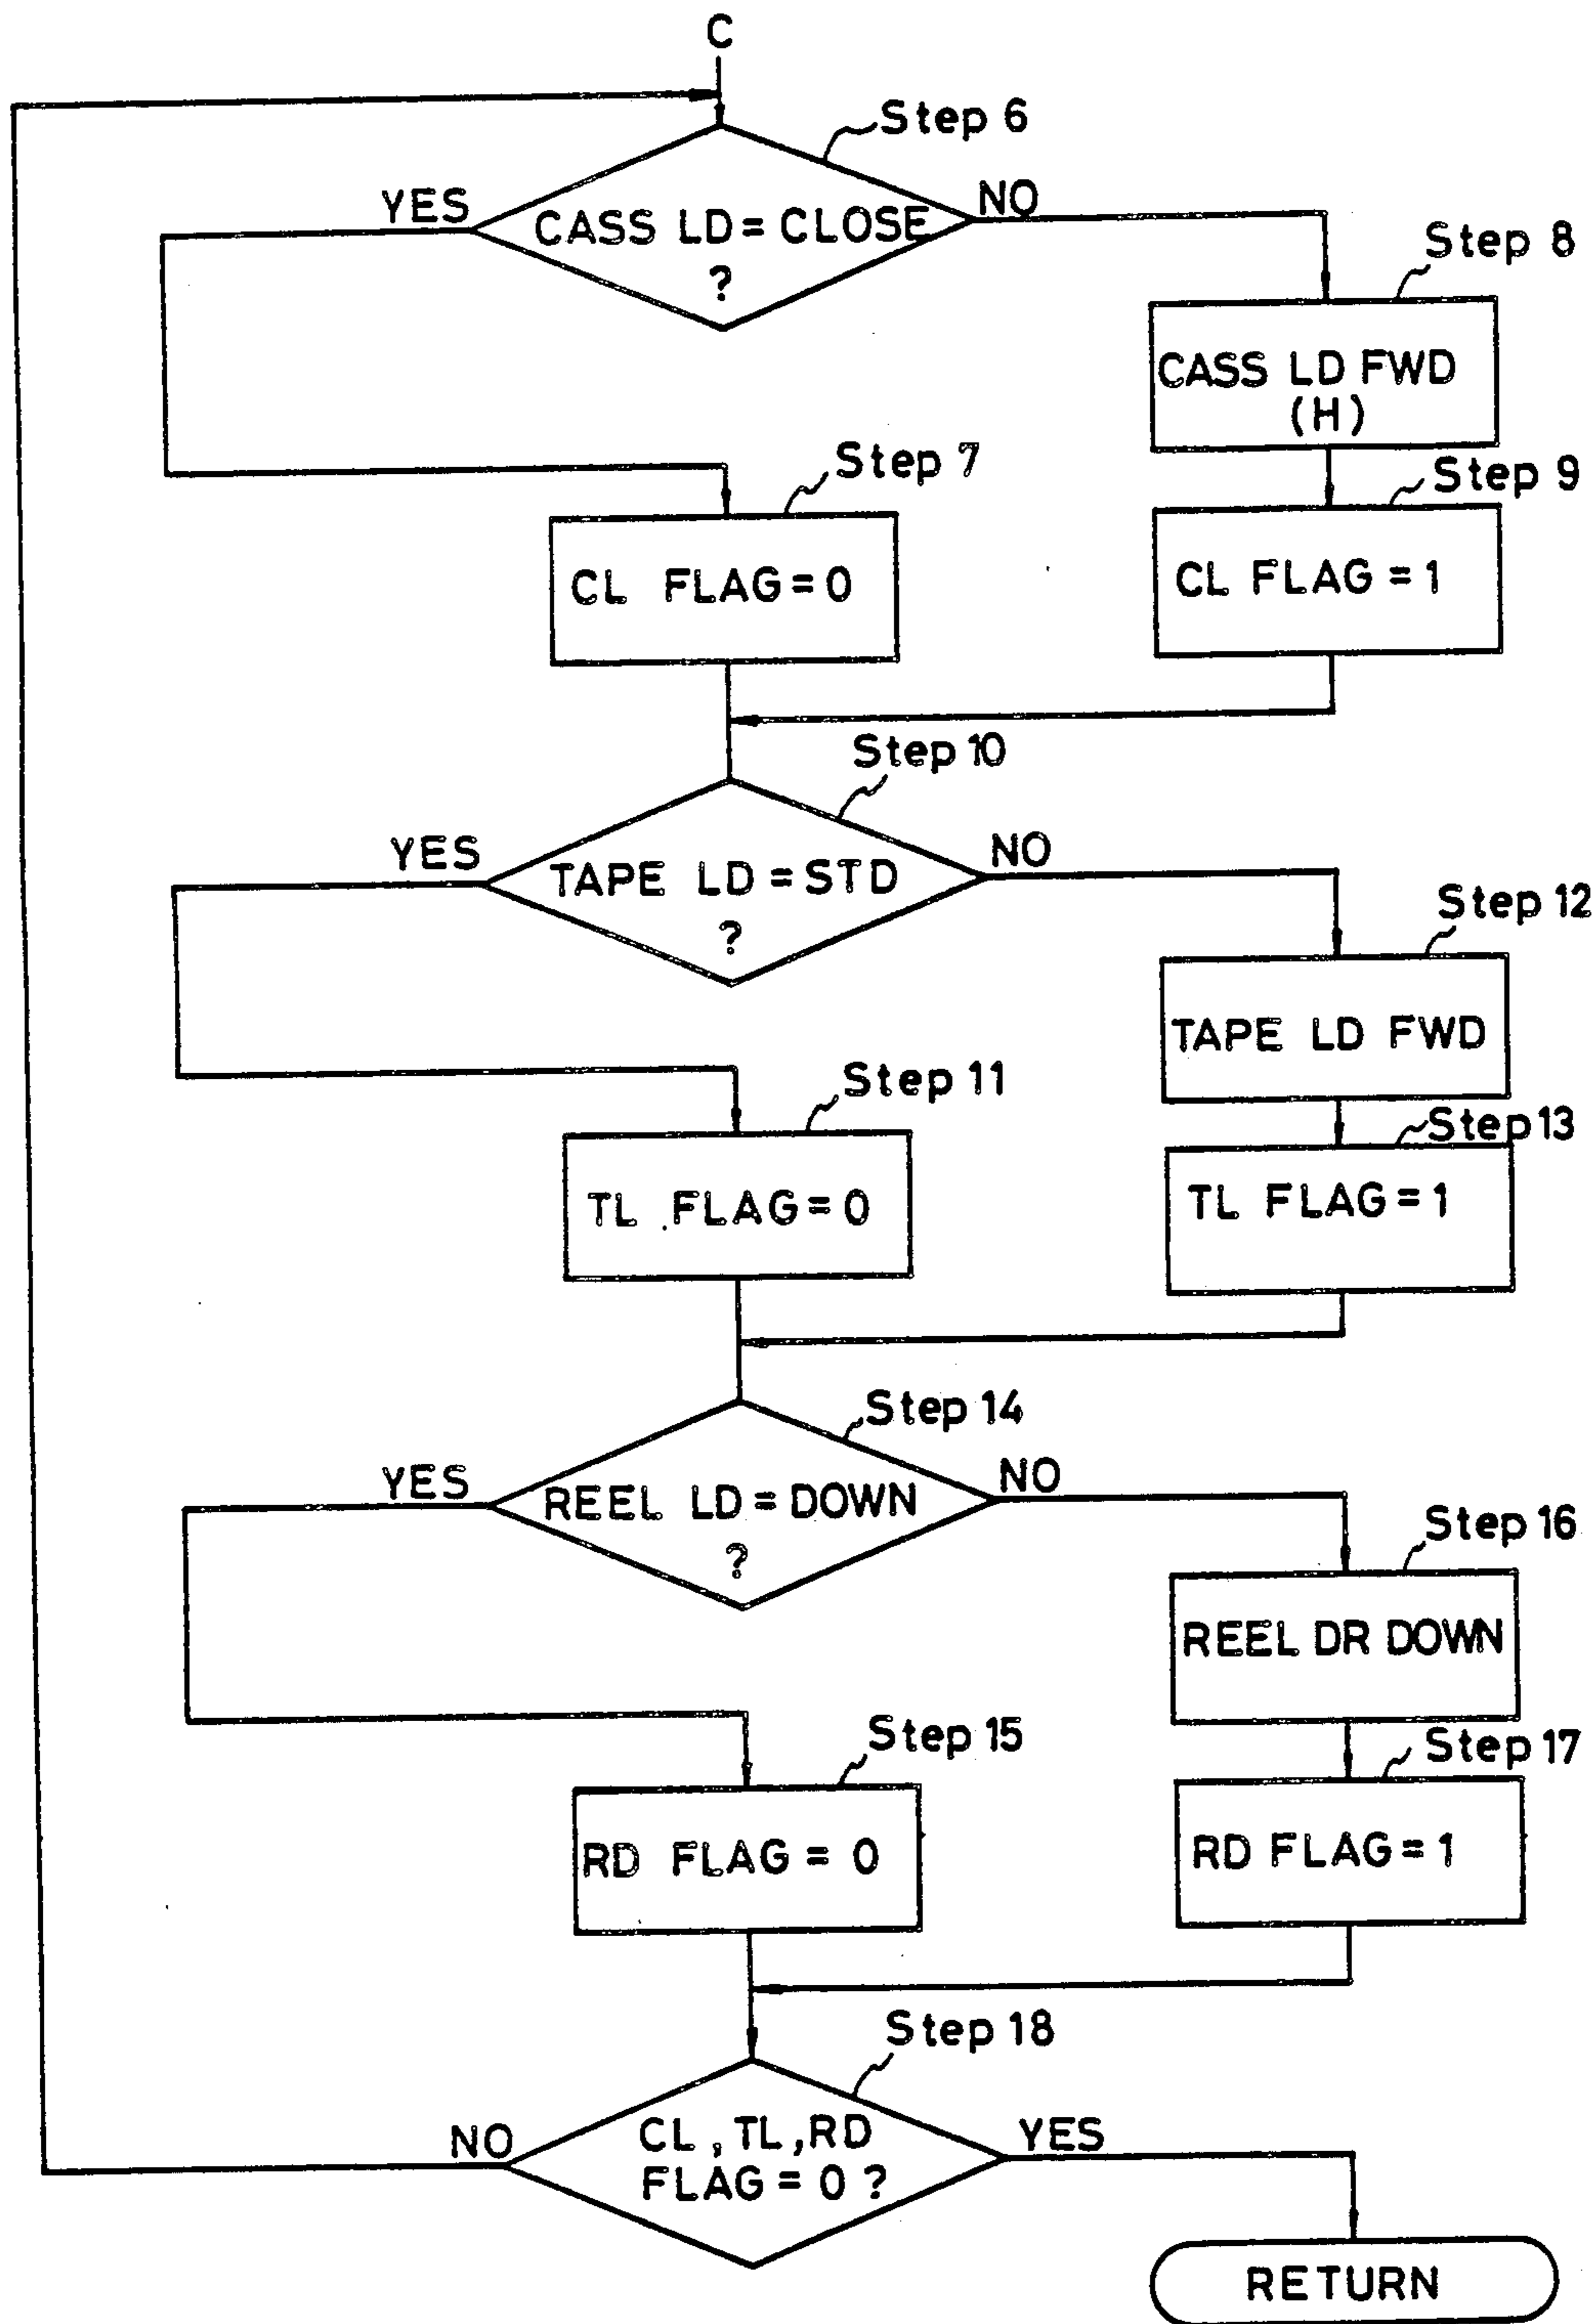 C
Step 6
YES
NO
CASS LD = CLOSE
?
Step 8
CASS LD FWD
(H)
Step 7
Step 9
CL FLAG = 0
CL FLAG = 1
Step 10
YES
NO
TAPE LD = STD
?
Step 12
TAPE LD FWD
Step 11
Step 13
TL FLAG = 0
TL FLAG = 1
Step 14
YES
NO
REEL LD = DOWN
?
Step 16
REEL DR DOWN
Step 15
Step 17
RD FLAG = 0
RD FLAG = 1
Step 18
NO
YES
CL , TL , RD
FLAG = 0 ?
RETURN